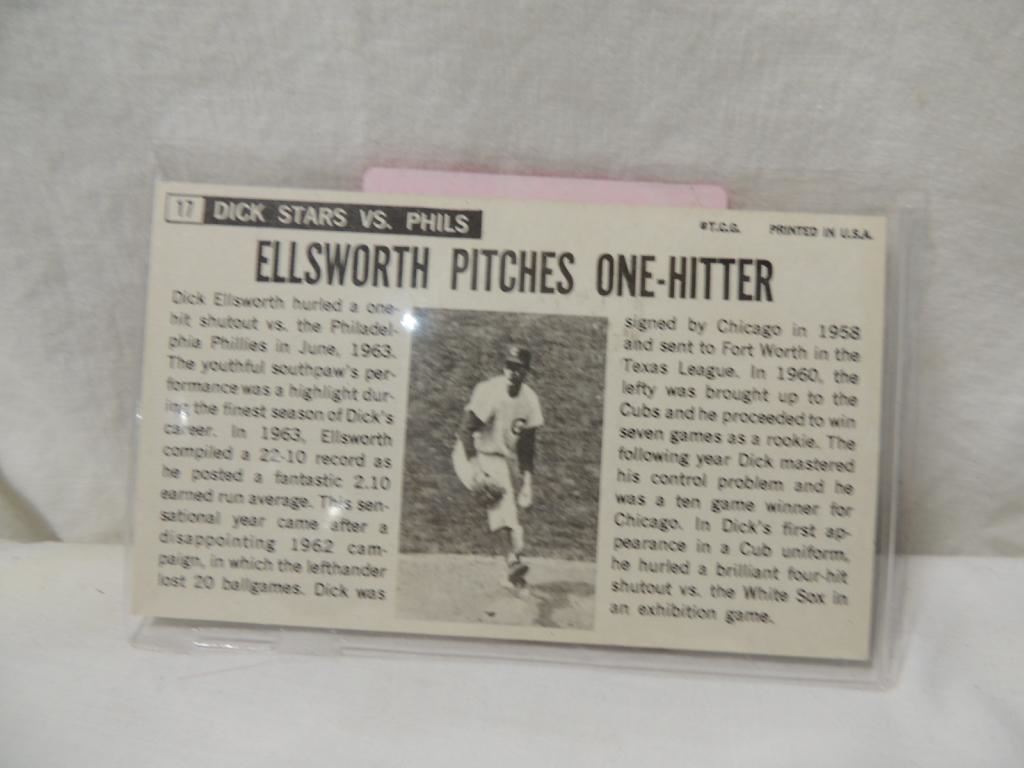 17 DICK STARS VS. PHILS
©T.C.G. PRINTED IN U.S.A.
ELLSWORTH PITCHES ONE-HITTER
Dick Ellsworth hurled a one-
hit shutout vs. the Philadel-
phia Phillies in June, 1963.
The youthful southpaw's per-
formance was a highlight dur-
ing the finest season of Dick's
career. In 1963, Ellsworth
compiled a 22-10 record as
he posted a fantastic 2.10
earned run average. This sen-
sational year came after a
disappointing 1962 cam-
paign, in which the lefthander
lost 20 ballgames. Dick was
signed by Chicago in 1958
and sent to Fort Worth in the
Texas League. In 1960, the
lefty was brought up to the
Cubs and he proceeded to win
seven games as a rookie. The
following year Dick mastered
his control problem and he
was a ten game winner for
Chicago. In Dick's first ap-
pearance in a Cub uniform,
he hurled a brilliant four-hit
shutout vs. the White Sox in
an exhibition game.